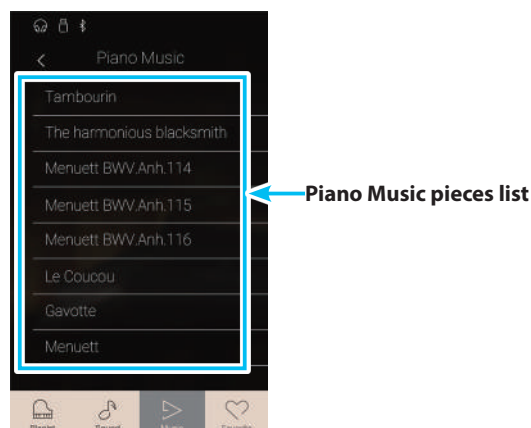 Piano Music
Tambourin
The harmonious blacksmith
Menuett BWV.Anh.114
Menuett BWV.Anh.115
Piano Music pieces list
Menuett BWV.Anh.116
Le Coucou
Gavotte
Menuett